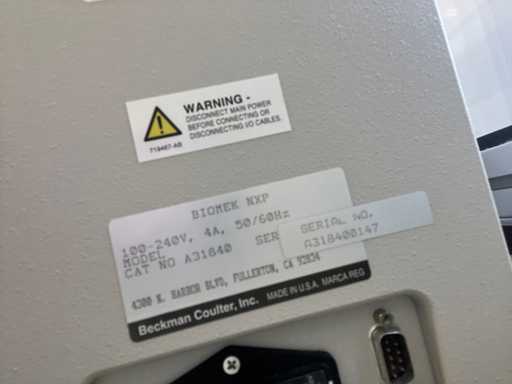 WARNING -
DISCONNECT MAIN POWER
BEFORE CONNECTING OR
DISCONNECTING I/O CABLES.
719467-AB
BIOMEK NXP
100-240V, 4A, 50/60Hz
MODEL
CAT NO A31840 SER
SERIAL NO.
A318400147
4300 N. HARBOR BLVD, FULLERTON, CA 92834
Beckman Coulter, Inc. MADE IN U.S.A. MARCA REG